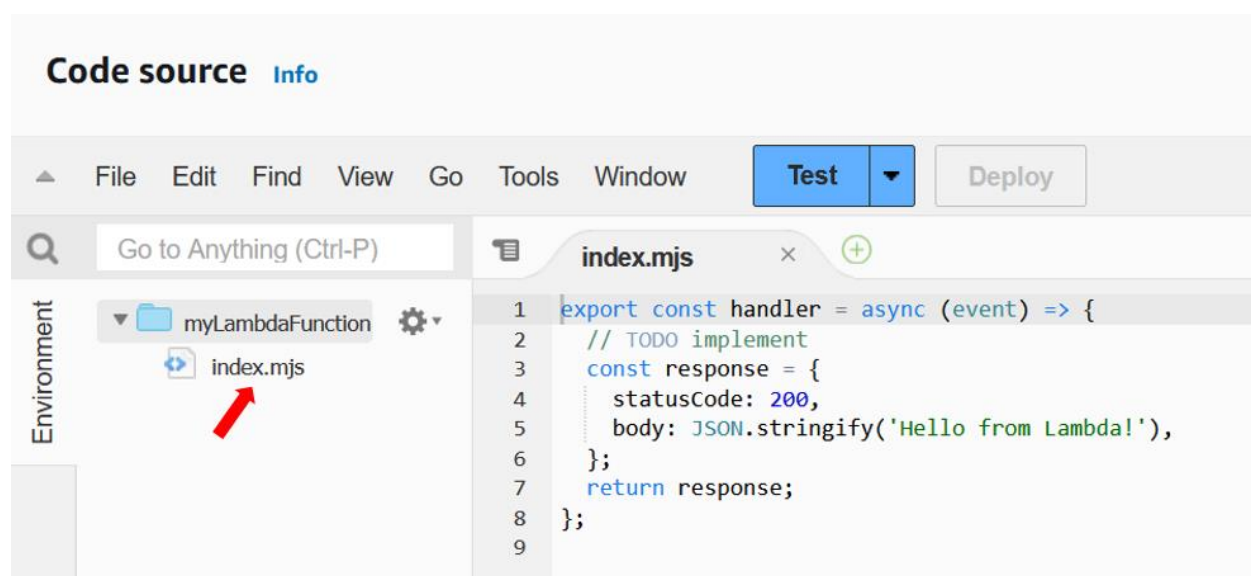 Code source Info
File Edit Find View Go Tools Window Test Deploy
Go to Anything (Ctrl-P)
index.mjs
Environment
myLambdaFunction
index.mjs
1 export const handler = async (event) => {
2 // TODO implement
3 const response = {
4 statusCode: 200,
5 body: JSON.stringify('Hello from Lambda!'),
6 };
7 return response;
8 };
9